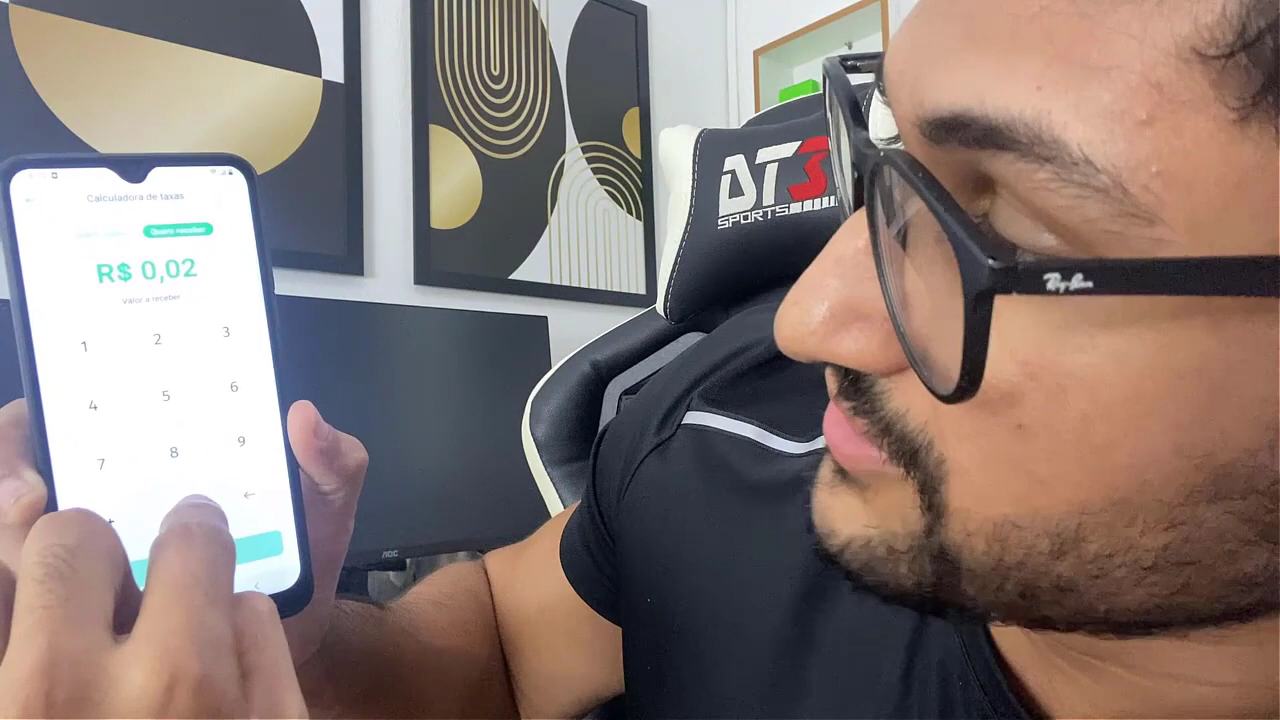 Calculadora de taxas
Quero receber
R$ 0,02
Valor a receber
1 2 3
4 5 6
7 8 9
DT3
SPORTS
Ray-Ban
AOC